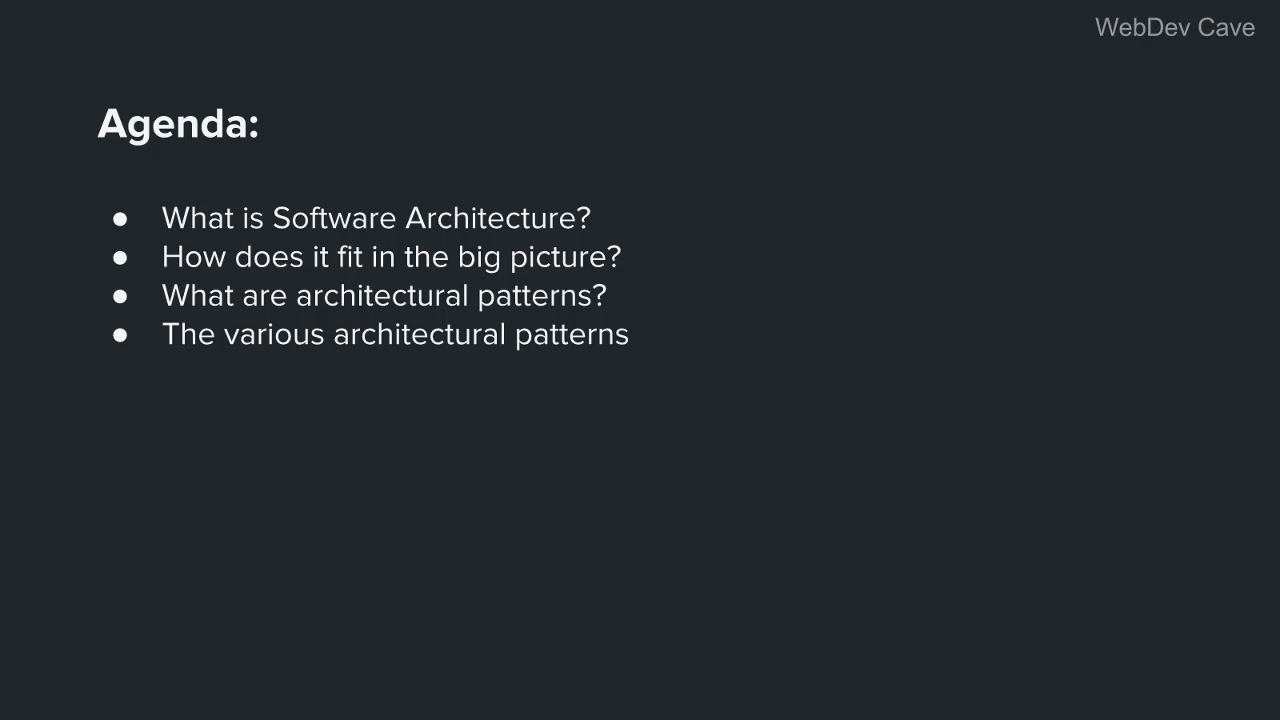 WebDev Cave
Agenda:
● What is Software Architecture?
● How does it fit in the big picture?
● What are architectural patterns?
● The various architectural patterns